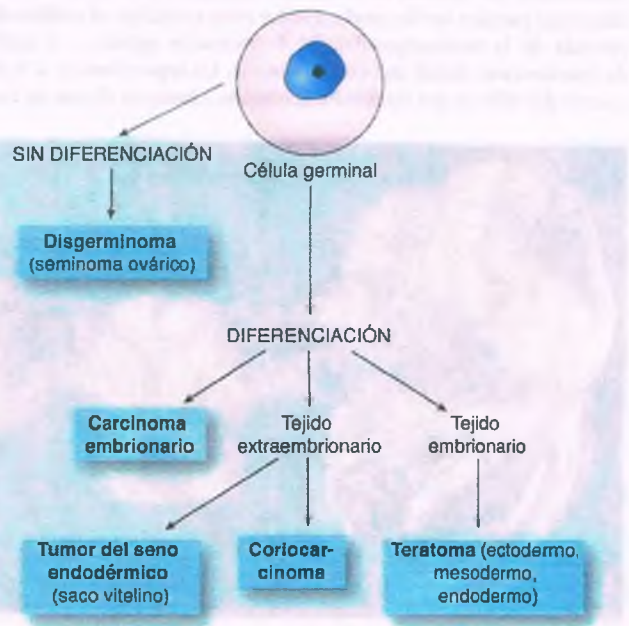 SIN DIFERENCIACIÓN
Célula germinal
Disgerminoma
(seminoma ovárico)
DIFERENCIACIÓN
Carcinoma
embrionario
Tejido
extraembrionario
Tejido
embrionario
Tumor del seno
endodérmico
(saco vitelino)
Coriocar-
cinoma
Teratoma (ectodermo,
mesodermo,
endodermo)